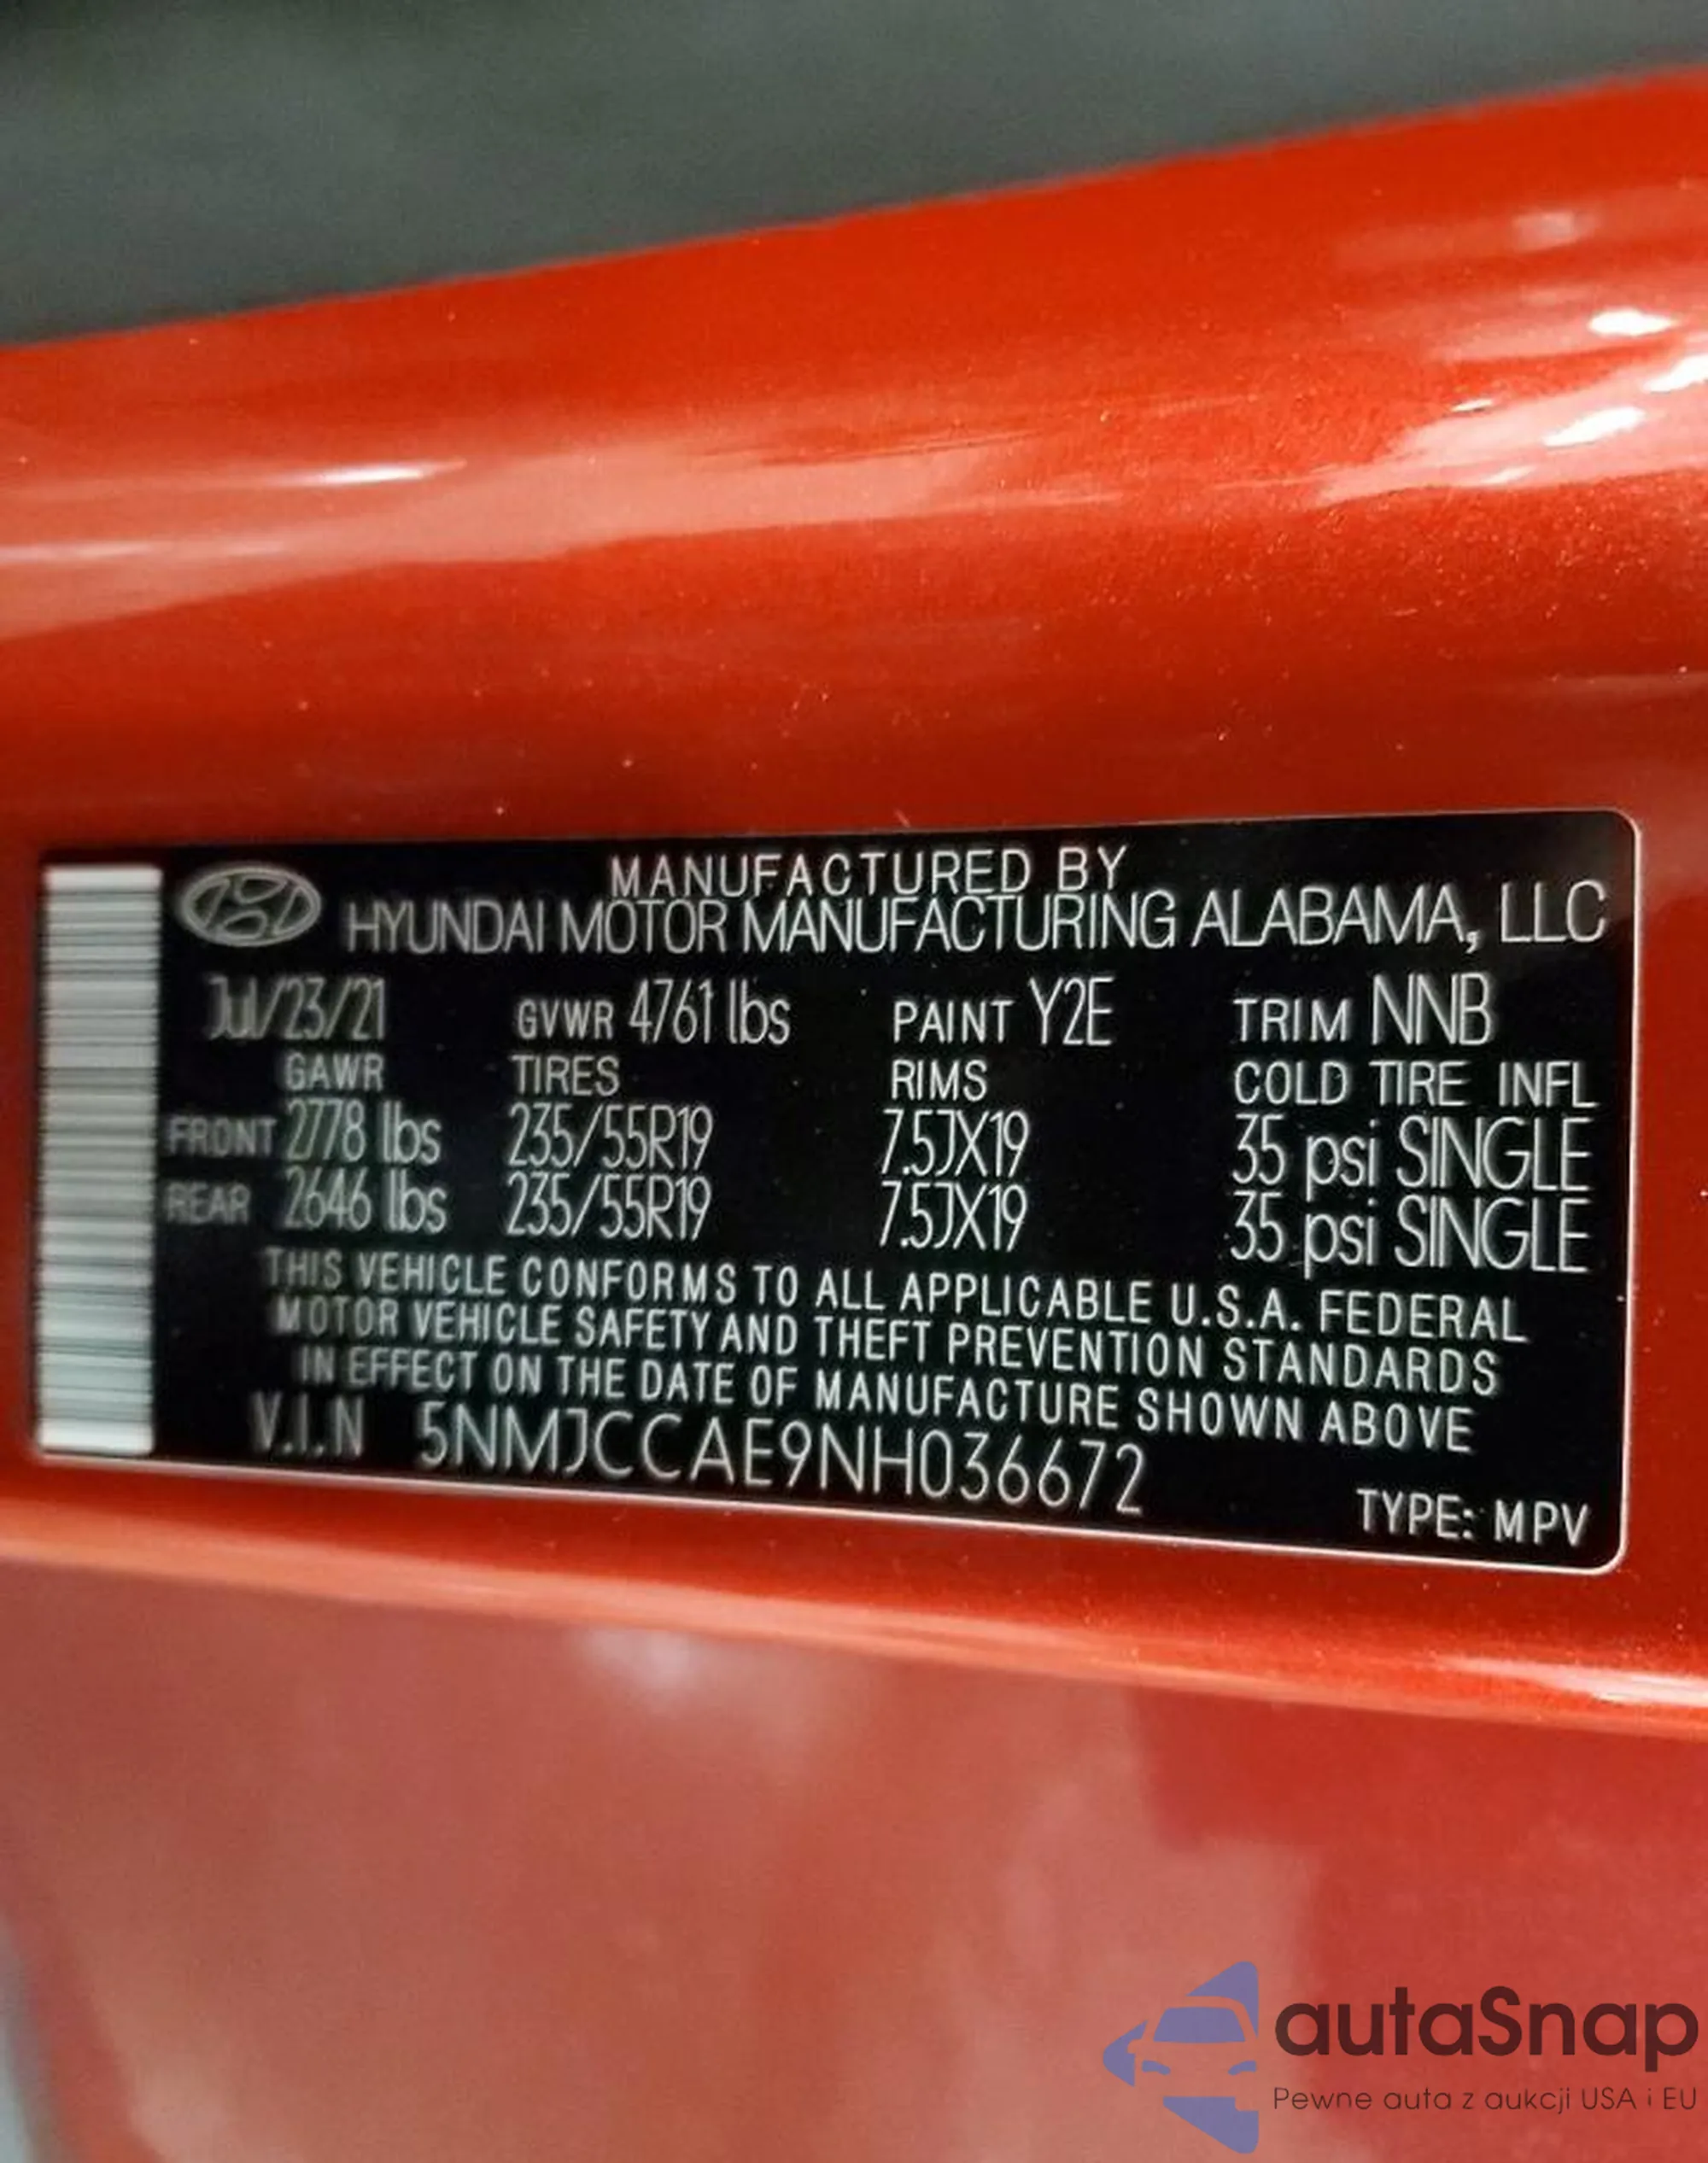 MANUFACTURED BY
HYUNDAI MOTOR MANUFACTURING ALABAMA, LLC
Jul/23/21 GVWR 4761 lbs PAINT Y2E TRIM NNB
GAWR TIRES RIMS COLD TIRE INFL
FRONT 2778 lbs 235/55R19 7.5JX19 35 psi SINGLE
REAR 2646 lbs 235/55R19 7.5JX19 35 psi SINGLE
THIS VEHICLE CONFORMS TO ALL APPLICABLE U.S.A. FEDERAL
MOTOR VEHICLE SAFETY AND THEFT PREVENTION STANDARDS
IN EFFECT ON THE DATE OF MANUFACTURE SHOWN ABOVE
V.I.N 5NMJCCAE9NH036672
TYPE: MPV
autaSnap
Pewne auta z aukcji USA i EU